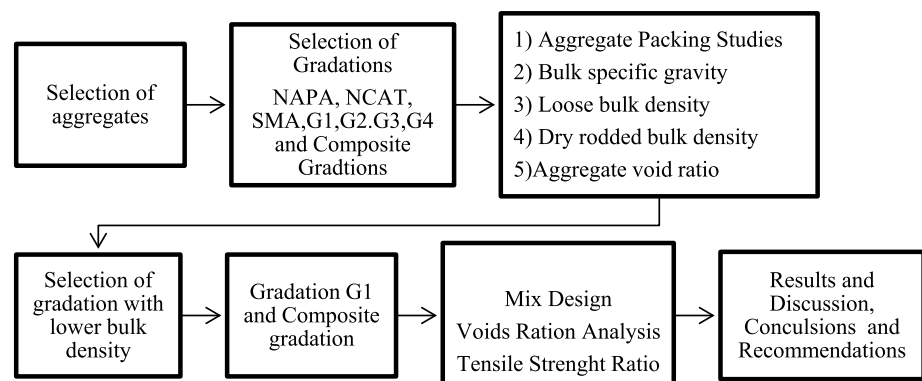 Selection of
aggregates
Selection of
Gradations
NAPA, NCAT,
SMA,G1,G2.G3,G4
and Composite
Gradtions
1) Aggregate Packing Studies
2) Bulk specific gravity
3) Loose bulk density
4) Dry rodded bulk density
5)Aggregate void ratio
Selection of
gradation with
lower bulk
density
Gradation G1
and Composite
gradation
Mix Design
Voids Ration Analysis
Tensile Strenght Ratio
Results and
Discussion,
Conculsions and
Recommendations